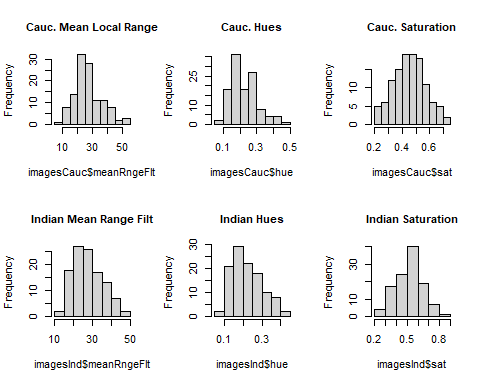 Cauc. Mean Local Range
Frequency
0 10 20 30
10 30 50
imagesCauc$meanRngeFlt
Cauc. Hues
Frequency
0 10 25
0.1 0.3 0.5
imagesCauc$hue
Cauc. Saturation
Frequency
0 5 10
0.2 0.4 0.6
imagesCauc$sat
Indian Mean Range Filt
Frequency
0 10 20
10 30 50
imagesInd$meanRngeFlt
Indian Hues
Frequency
0 10 20 30
0.1 0.3
imagesInd$hue
Indian Saturation
Frequency
0 10 30
0.2 0.5 0.8
imagesInd$sat